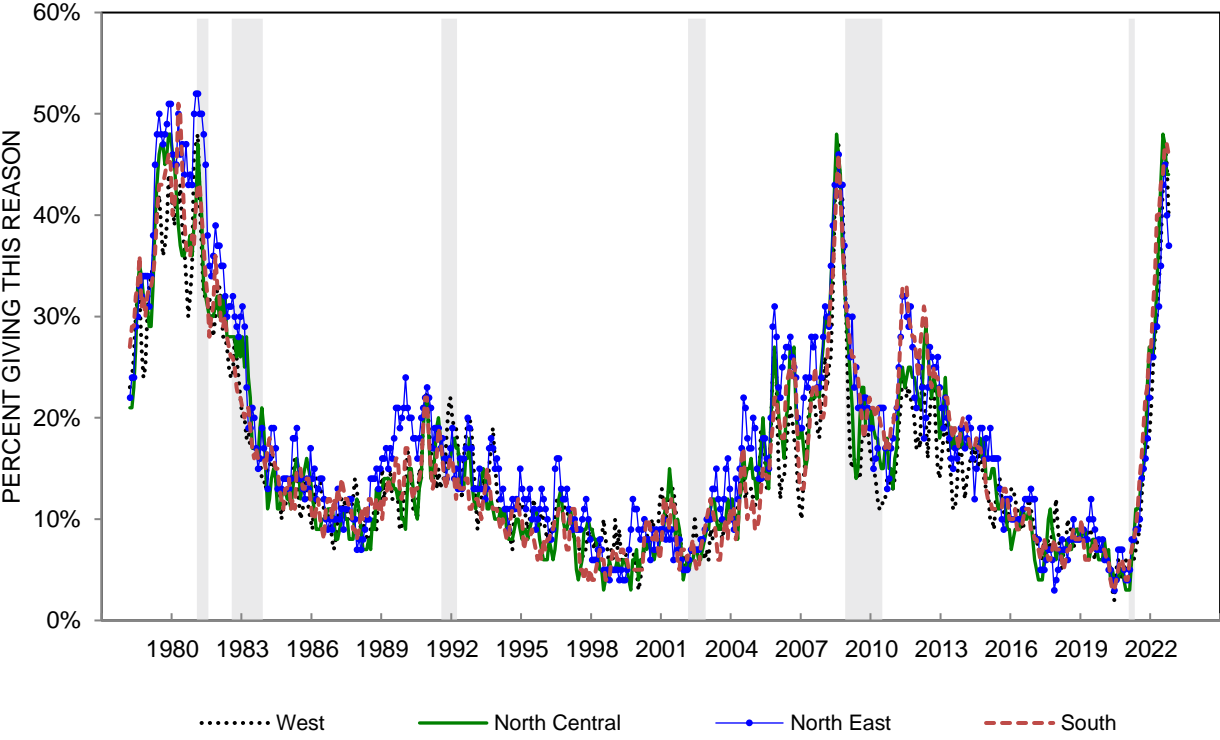 PERCENT GIVING THIS REASON
60%
50%
40%
30%
20%
10%
0%
1980 1983 1986 1989 1992 1995 1998 2001 2004 2007 2010 2013 2016 2019 2022
West North Central North East South